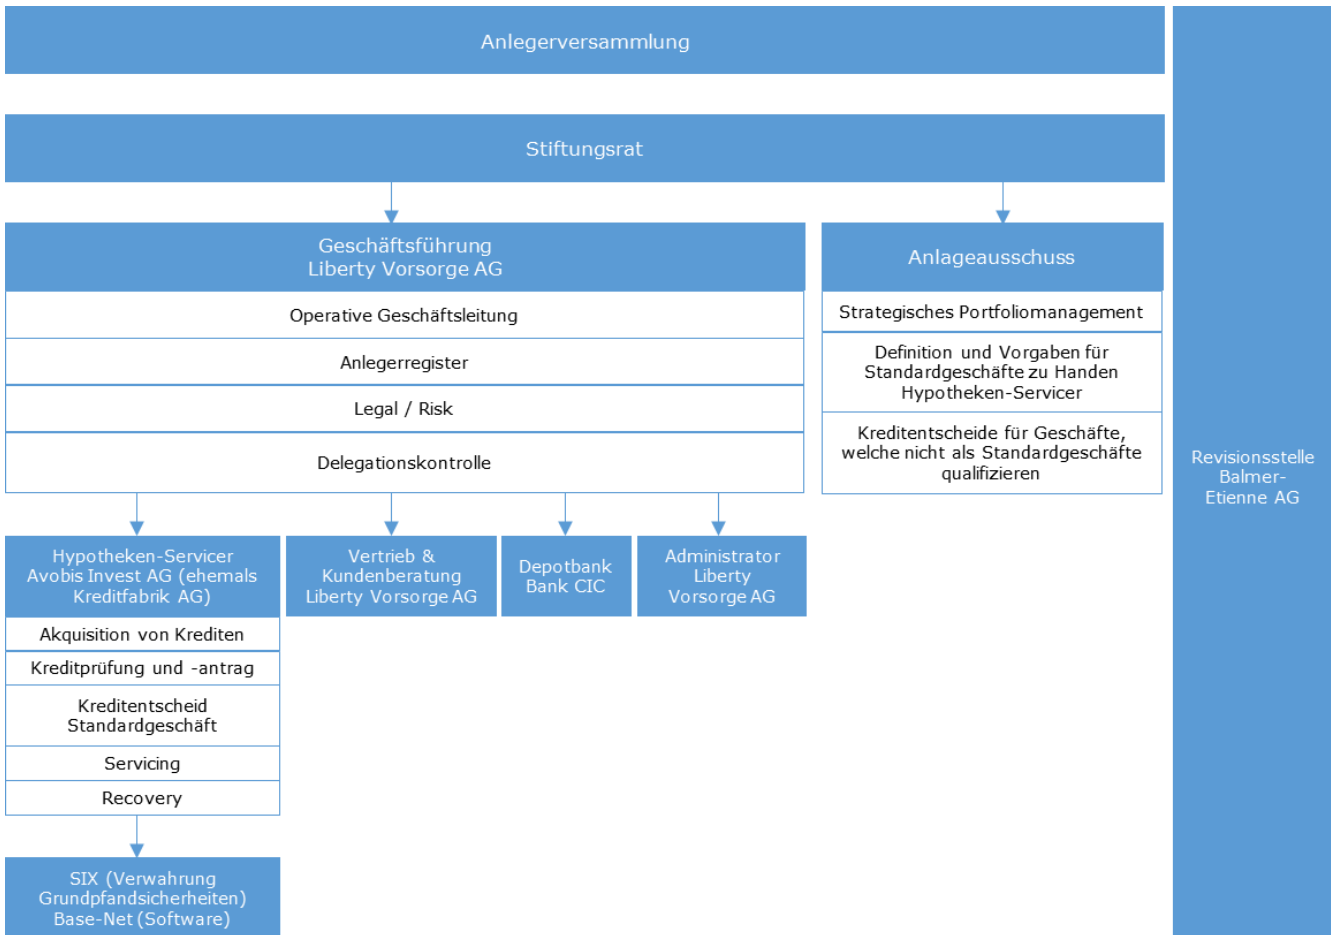 Anlegerversammlung
Stiftungsrat
Geschäftsführung
Liberty Vorsorge AG
Operative Geschäftsleitung
Anlegerregister
Legal / Risk
Delegationskontrolle
Anlageausschuss
Strategisches Portfoliomanagement
Definition und Vorgaben für
Standardgeschäfte zu Handen
Hypotheken-Servicer
Kreditentscheide für Geschäfte,
welche nicht als Standardgeschäfte
qualifizieren
Revisionsstelle
Balmer-
Etienne AG
Hypotheken-Servicer
Avobis Invest AG (ehemals
Kreditfabrik AG)
Akquisition von Krediten
Kreditprüfung und -antrag
Kreditentscheid
Standardgeschäft
Servicing
Recovery
Vertrieb &
Kundenberatung
Liberty Vorsorge AG
Depotbank
Bank CIC
Administrator
Liberty
Vorsorge AG
SIX (Verwahrung
Grundpfandsicherheiten)
Base-Net (Software)